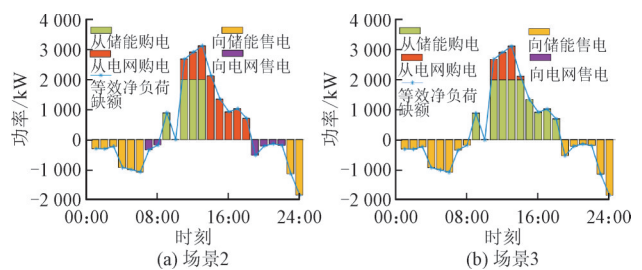 4 000
从储能购电 向储能售电
3 000
从电网购电 向电网售电
2 000
等效净负荷
缺额
1 000
0
−1 000
−2 000
功率/kW
00:00 08:00 16:00 24:00
时刻
(a) 场景2
4 000
从储能购电 向储能售电
3 000
从电网购电 向电网售电
2 000
等效净负荷
缺额
1 000
0
−1 000
−2 000
功率/kW
00:00 08:00 16:00 24:00
时刻
(b) 场景3